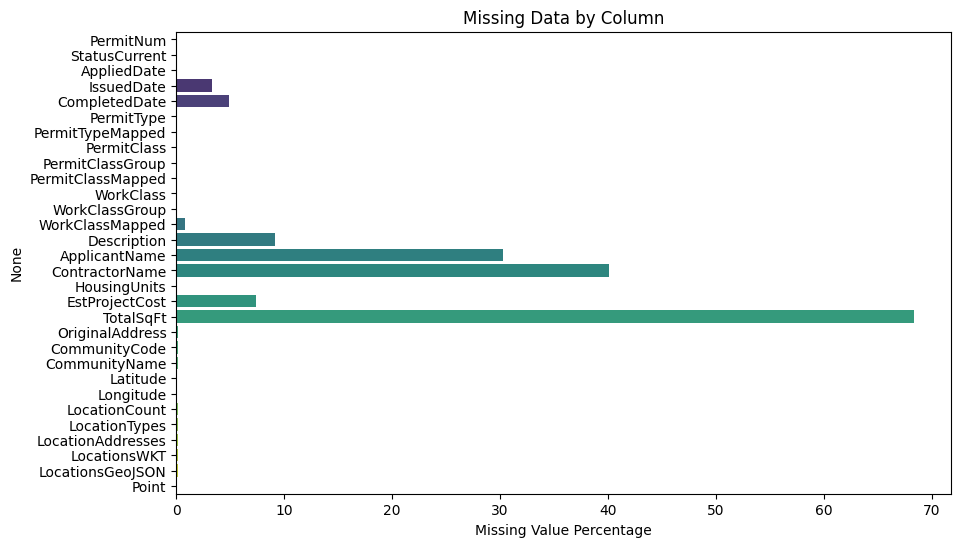 Missing Data by Column
PermitNum
StatusCurrent
AppliedDate
IssuedDate
CompletedDate
PermitType
PermitTypeMapped
PermitClass
PermitClassGroup
PermitClassMapped
WorkClass
WorkClassGroup
WorkClassMapped
Description
ApplicantName
ContractorName
HousingUnits
EstProjectCost
TotalSqFt
OriginalAddress
CommunityCode
CommunityName
Latitude
Longitude
LocationCount
LocationTypes
LocationAddresses
LocationsWKT
LocationsGeoJSON
Point
None
0 10 20 30 40 50 60 70
Missing Value Percentage